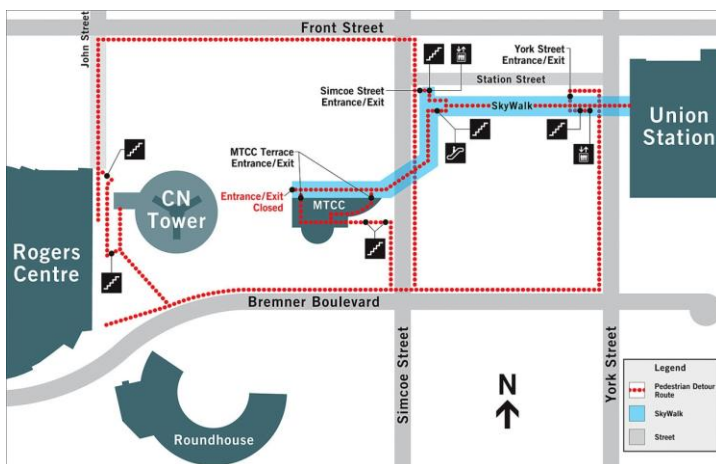 Front Street
John Street
York Street
Entrance/Exit
Station Street
Simcoe Street
Entrance/Exit
SkyWalk
Union
Station
MTCC Terrace
Entrance/Exit
CN
Tower
Entrance/Exit
Closed
MTCC
Rogers
Centre
Bremner Boulevard
Simcoe Street
York Street
N
Roundhouse
Legend
Pedestrian Detour
Route
SkyWalk
Street